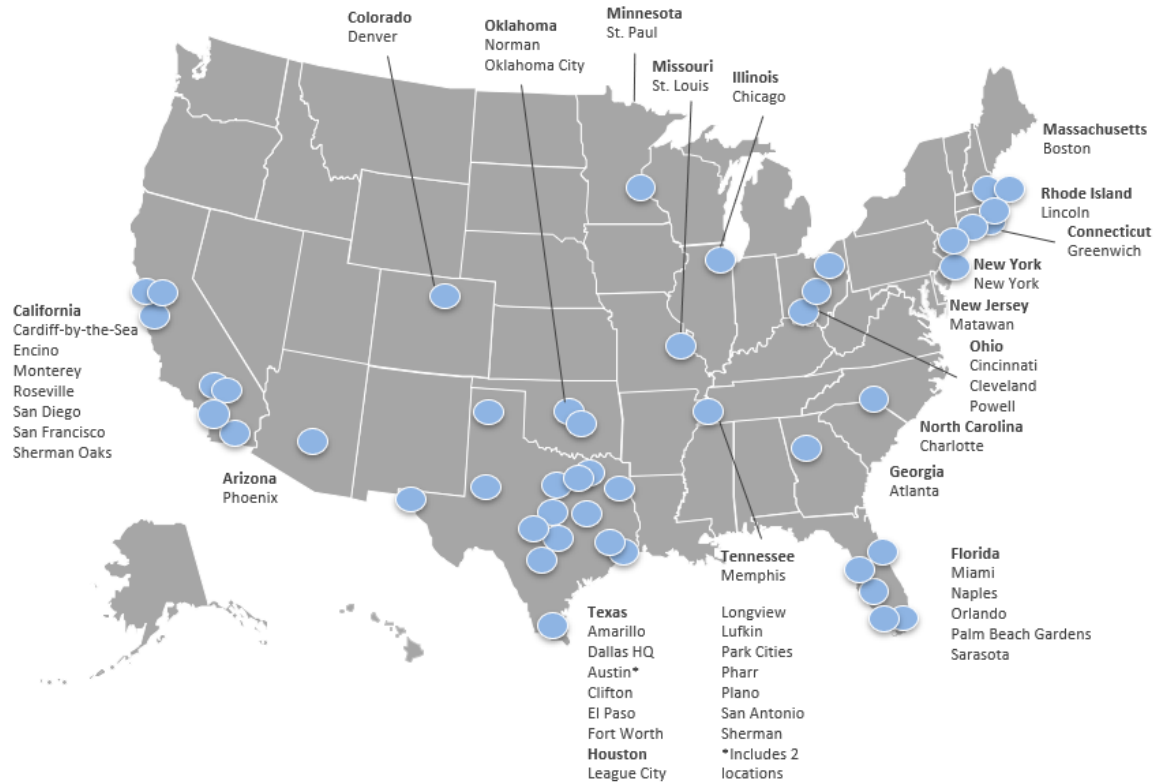 Colorado
Denver
Oklahoma
Norman
Oklahoma City
Minnesota
St. Paul
Missouri
St. Louis
Illinois
Chicago
Massachusetts
Boston
Rhode Island
Lincoln
Connecticut
Greenwich
New York
New York
New Jersey
Matawan
Ohio
Cincinnati
Cleveland
Powell
North Carolina
Charlotte
Georgia
Atlanta
California
Cardiff-by-the-Sea
Encino
Monterey
Roseville
San Diego
San Francisco
Sherman Oaks
Arizona
Phoenix
Tennessee
Memphis
Florida
Miami
Naples
Orlando
Palm Beach Gardens
Sarasota
Texas
Amarillo
Dallas HQ
Austin*
Clifton
El Paso
Fort Worth
Houston
League City
Longview
Lufkin
Park Cities
Pharr
Plano
San Antonio
Sherman
*Includes 2
locations